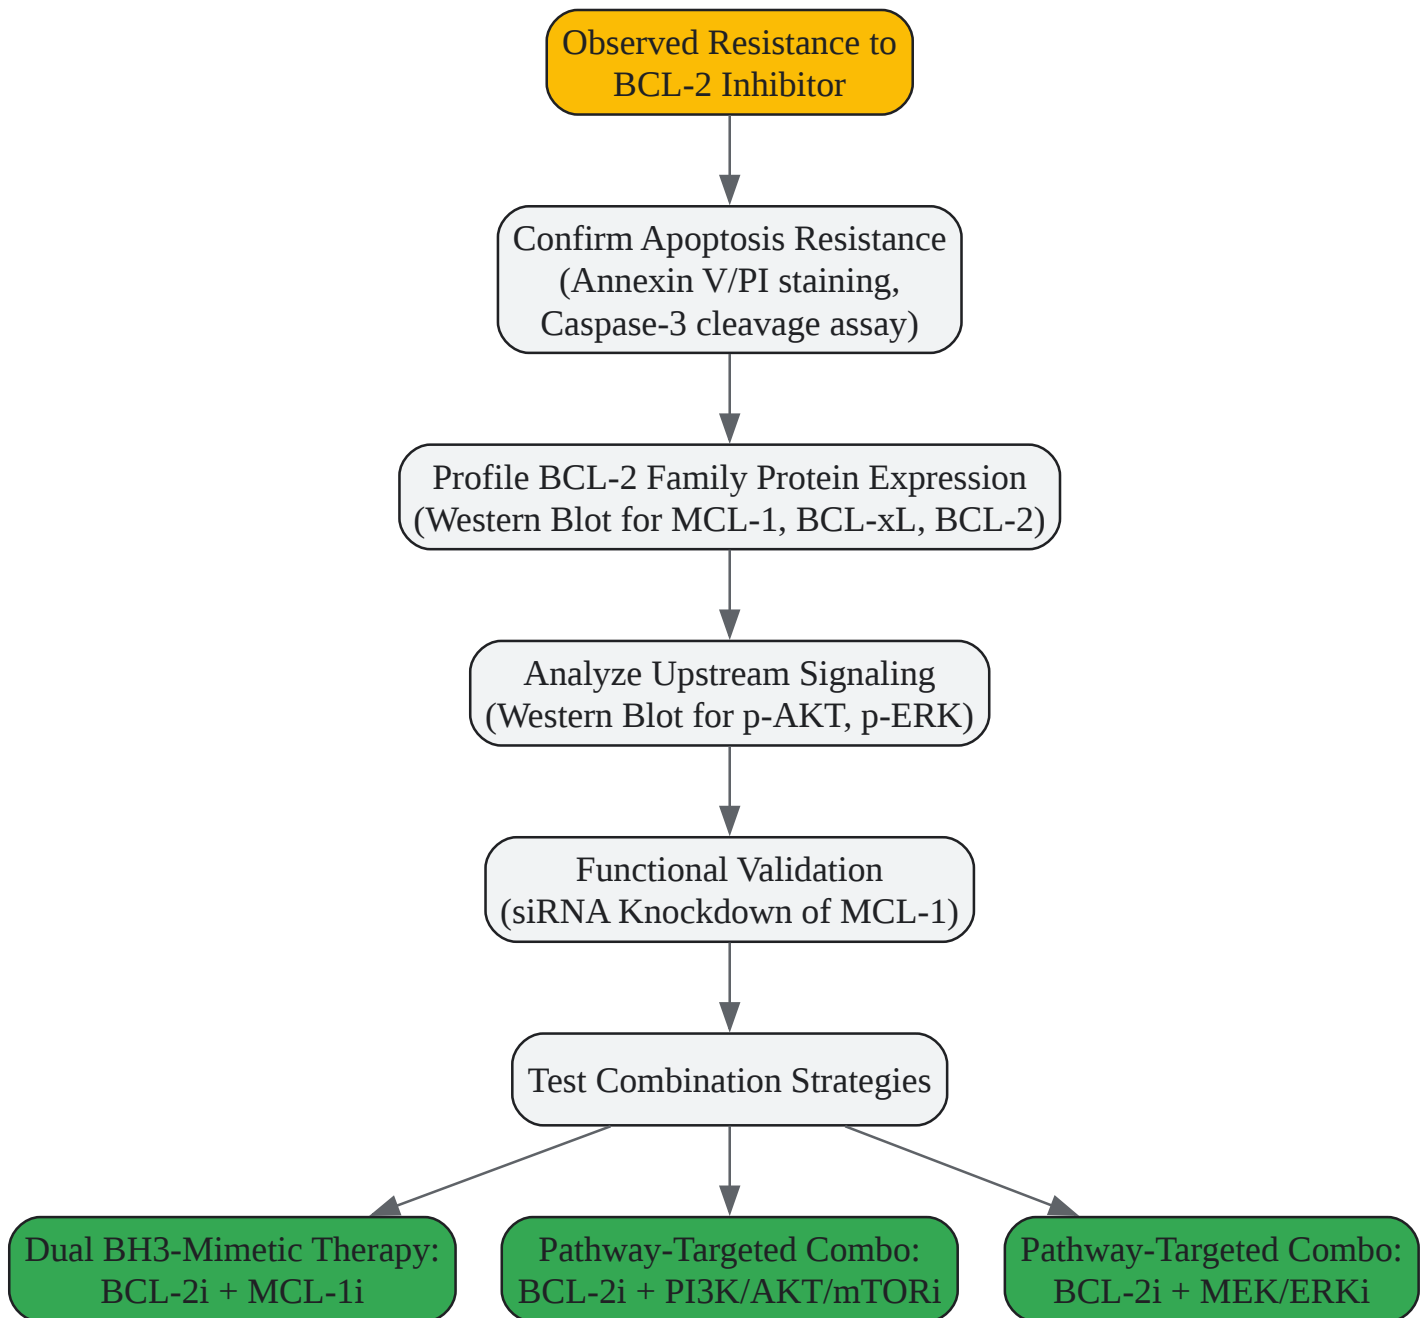 Observed Resistance to
BCL-2 Inhibitor
Confirm Apoptosis Resistance
(Annexin V/PI staining,
Caspase-3 cleavage assay)
Profile BCL-2 Family Protein Expression
(Western Blot for MCL-1, BCL-xL, BCL-2)
Analyze Upstream Signaling
(Western Blot for p-AKT, p-ERK)
Functional Validation
(siRNA Knockdown of MCL-1)
Test Combination Strategies
Dual BH3-Mimetic Therapy:
BCL-2i + MCL-1i
Pathway-Targeted Combo:
BCL-2i + PI3K/AKT/mTORi
Pathway-Targeted Combo:
BCL-2i + MEK/ERKi